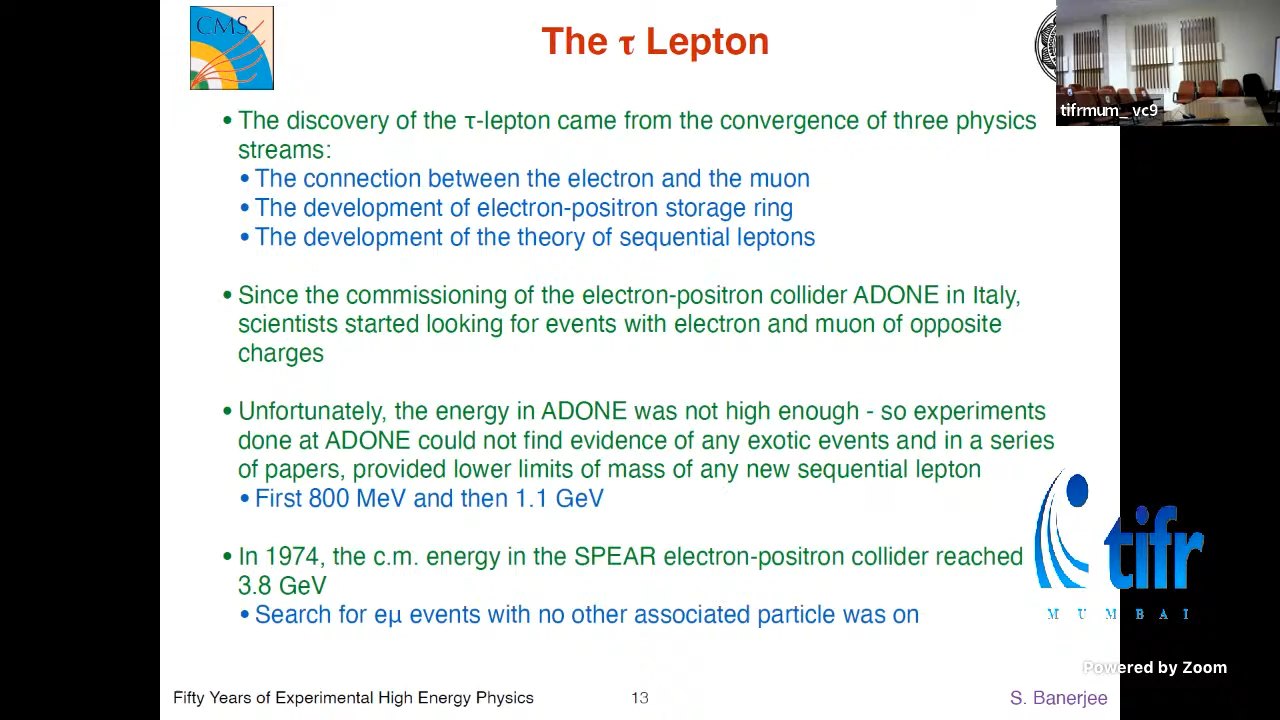 CMS
The τ Lepton
tifrmum_ vc9
• The discovery of the τ-lepton came from the convergence of three physics
streams:
• The connection between the electron and the muon
• The development of electron-positron storage ring
• The development of the theory of sequential leptons
• Since the commissioning of the electron-positron collider ADONE in Italy,
scientists started looking for events with electron and muon of opposite
charges
• Unfortunately, the energy in ADONE was not high enough - so experiments
done at ADONE could not find evidence of any exotic events and in a series
of papers, provided lower limits of mass of any new sequential lepton
• First 800 MeV and then 1.1 GeV
• In 1974, the c.m. energy in the SPEAR electron-positron collider reached
3.8 GeV
• Search for eμ events with no other associated particle was on
tifr
MUMBAI
Powered by Zoom
Fifty Years of Experimental High Energy Physics
13
S. Banerjee